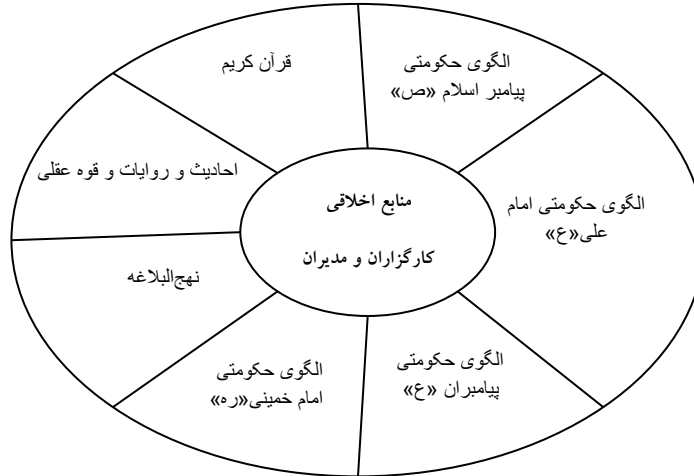 الگوی حکومتی
پیامبر اسلام «ص»
قرآن کریم
احادیث و روایات و قوه عقلی
الگوی حکومتی امام
علی«ع»
منابع اخلاقی
کارگزاران و مدیران
نهج‌البلاغه
الگوی حکومتی
پیامبران «ع»
الگوی حکومتی
امام خمینی«ره»